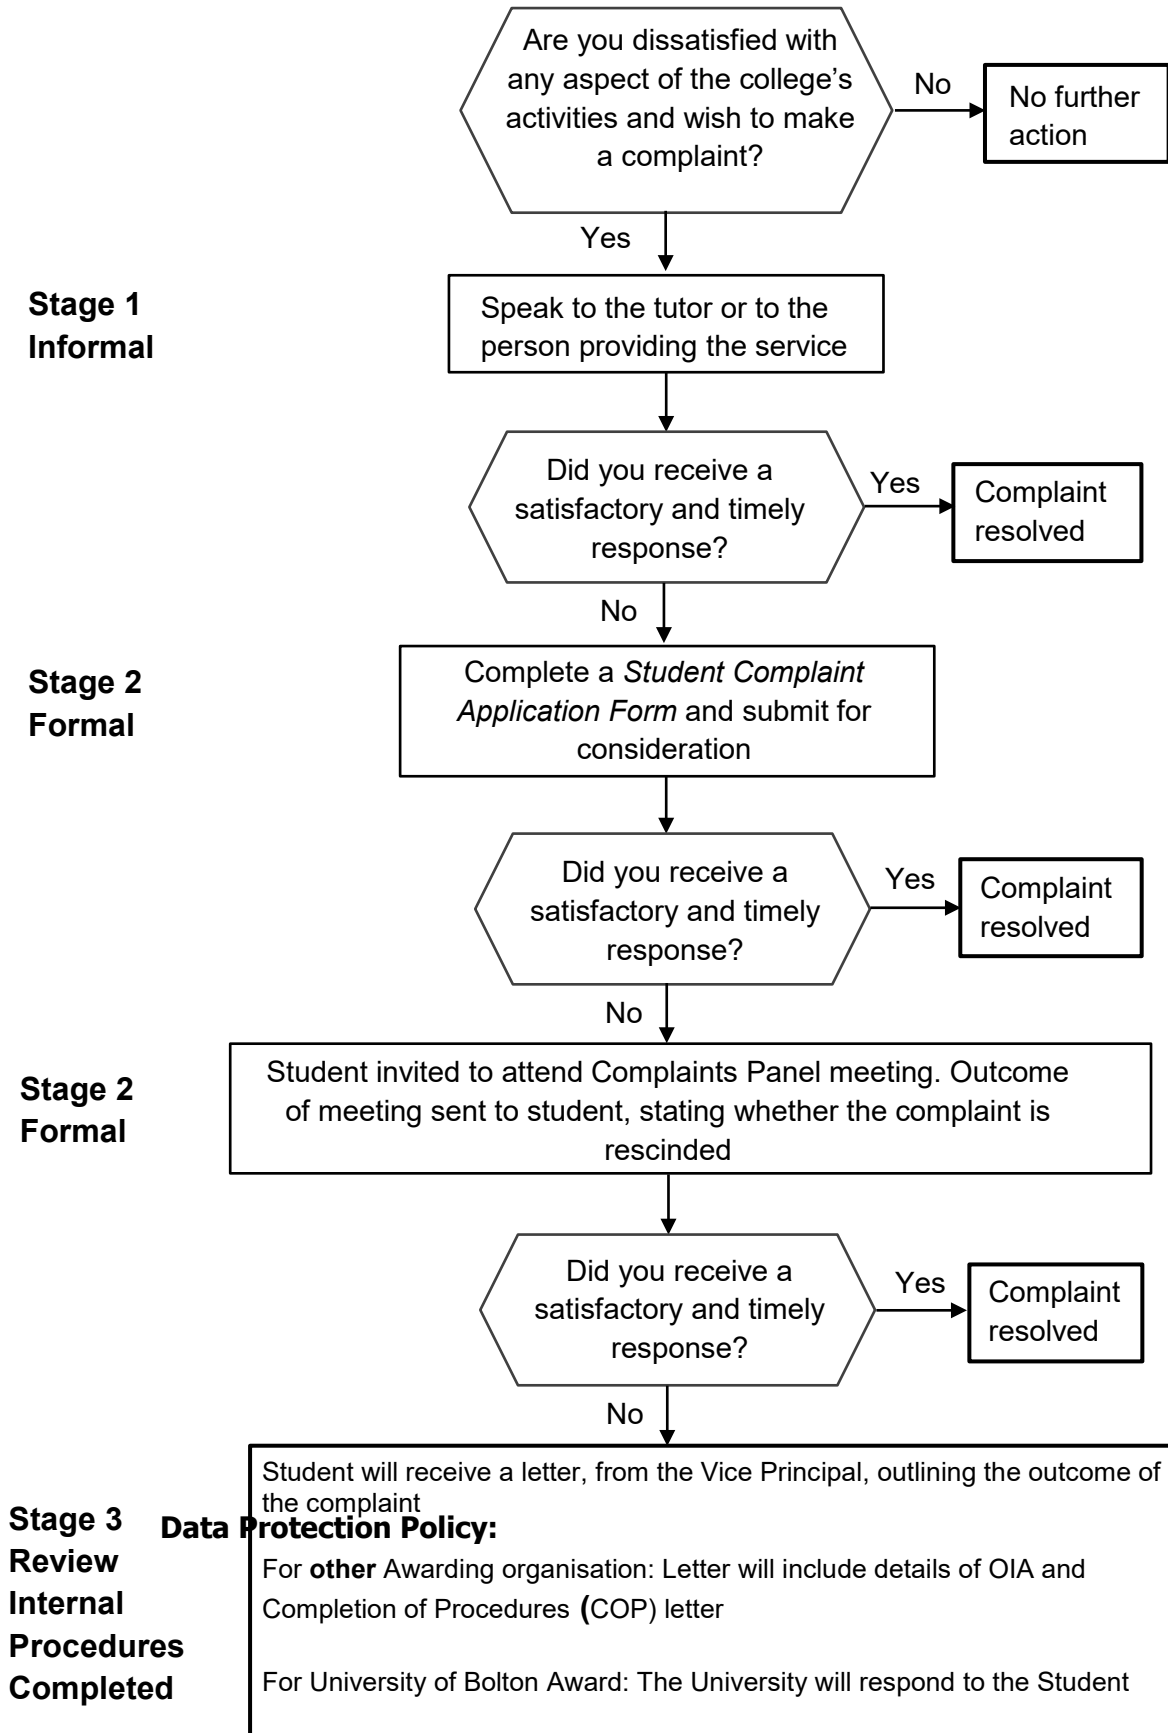 Are you dissatisfied with
any aspect of the college’s
activities and wish to make
a complaint?
No
No further
action
Yes
Stage 1
Informal
Speak to the tutor or to the
person providing the service
Did you receive a
satisfactory and timely
response?
Yes
Complaint
resolved
No
Stage 2
Formal
Complete a Student Complaint
Application Form and submit for
consideration
Did you receive a
satisfactory and timely
response?
Yes
Complaint
resolved
No
Stage 2
Formal
Student invited to attend Complaints Panel meeting. Outcome
of meeting sent to student, stating whether the complaint is
rescinded
Did you receive a
satisfactory and timely
response?
Yes
Complaint
resolved
No
Stage 3
Review
Internal
Procedures
Completed
Student will receive a letter, from the Vice Principal, outlining the outcome of
the complaint
Data Protection Policy:
For other Awarding organisation: Letter will include details of OIA and
Completion of Procedures (COP) letter
For University of Bolton Award: The University will respond to the Student